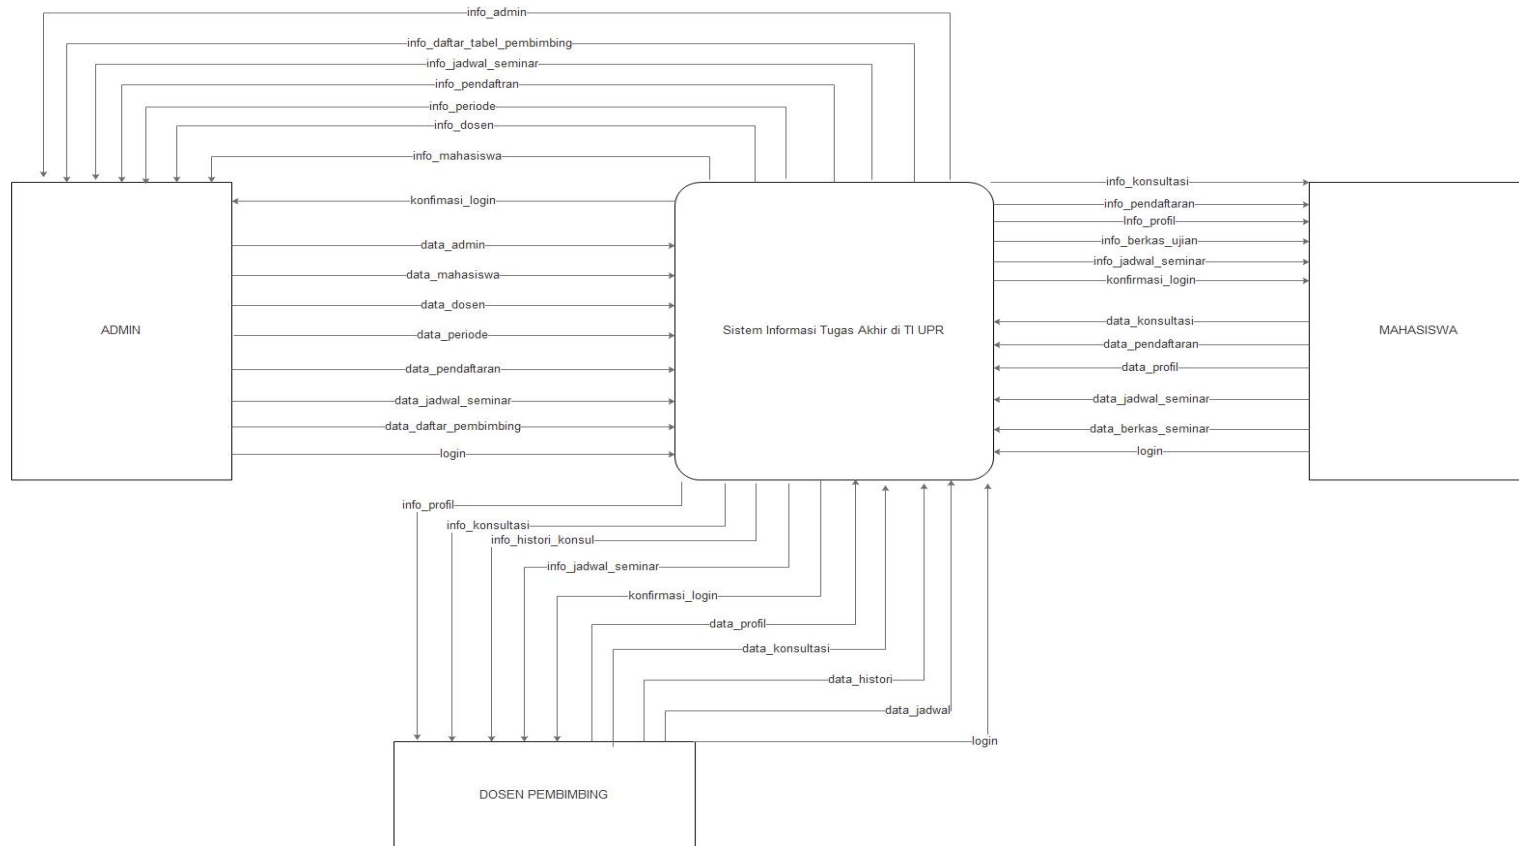 info_admin
info_daftar_tabel_pembimbing
info_jadwal_seminar
info_pendaftran
info_periode
info_dosen
info_mahasiswa
konfimasi_login
data_admin
data_mahasiswa
data_dosen
data_periode
data_pendaftaran
data_jadwal_seminar
data_daftar_pembimbing
login
ADMIN
Sistem Informasi Tugas Akhir di TI UPR
info_konsultasi
info_pendaftaran
Info_profil
info_berkas_ujian
info_jadwal_seminar
konfirmasi_login
data_konsultasi
data_pendaftaran
data_profil
data_jadwal_seminar
data_berkas_seminar
login
MAHASISWA
info_profil
info_konsultasi
info_histori_konsul
info_jadwal_seminar
konfirmasi_login
data_profil
data_konsultasi
data_histori
data_jadwal
login
DOSEN PEMBIMBING